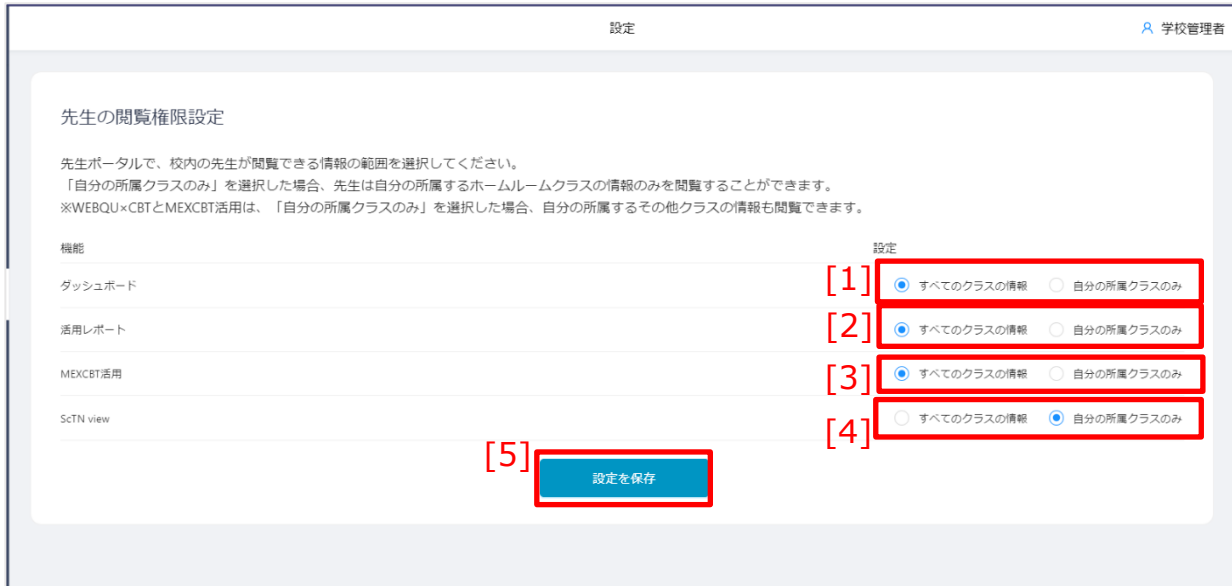 設定
学校管理者
先生の閲覧権限設定
先生ポータルで、校内の先生が閲覧できる情報の範囲を選択してください。
「自分の所属クラスのみ」を選択した場合、先生は自分の所属するホームルームクラスの情報のみを閲覧することができます。
※WEBQU×CBTとMEXCBT活用は、「自分の所属クラスのみ」を選択した場合、自分の所属するその他クラスの情報も閲覧できます。
機能 設定
ダッシュボード [1] すべてのクラスの情報 自分の所属クラスのみ
活用レポート [2] すべてのクラスの情報 自分の所属クラスのみ
MEXCBT活用 [3] すべてのクラスの情報 自分の所属クラスのみ
ScTN view [4] すべてのクラスの情報 自分の所属クラスのみ
[5] 設定を保存